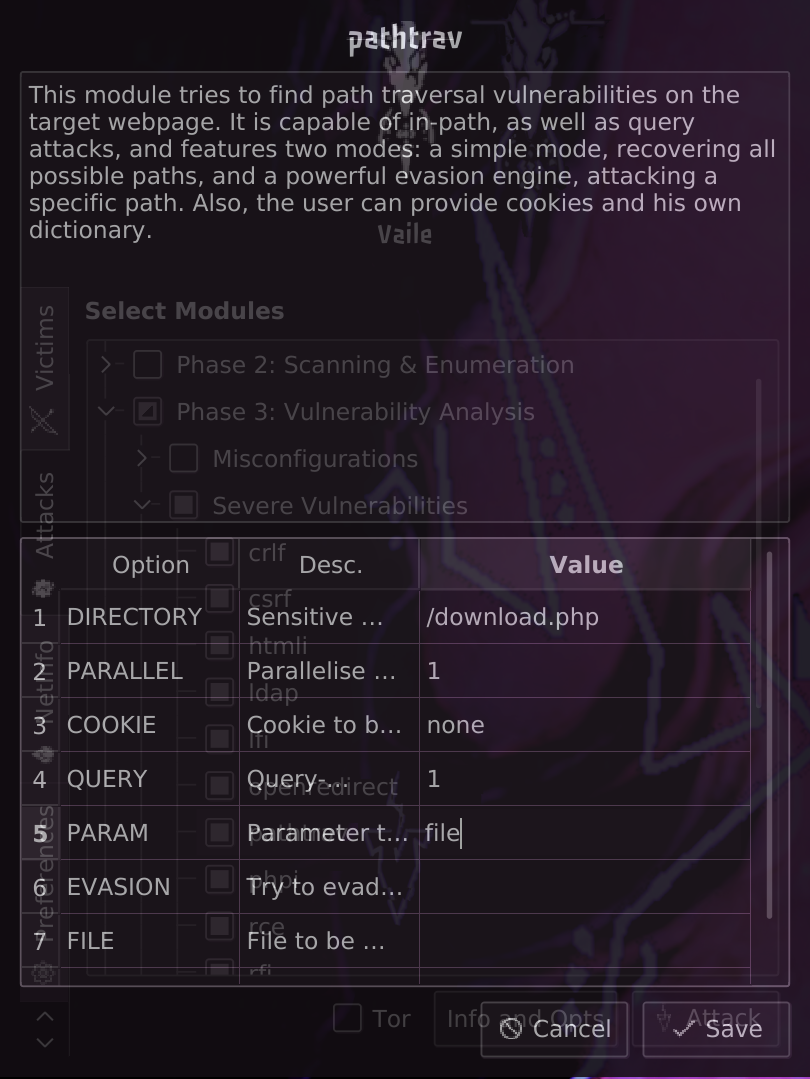 pathtrav
This module tries to find path traversal vulnerabilities on the
target webpage. It is capable of in-path, as well as query
attacks, and features two modes: a simple mode, recovering all
possible paths, and a powerful evasion engine, attacking a
specific path. Also, the user can provide cookies and his own
dictionary.
Vaile
Select Modules
Victims
Phase 2: Scanning & Enumeration
Phase 3: Vulnerability Analysis
Misconfigurations
Severe Vulnerabilities
Attacks
crlf
csrf
htmli
ldap
lfi
openredirect
pathtrav
phpi
rce
rfi
NetInfo
Preferences
Option Desc. Value
1 DIRECTORY Sensitive ... /download.php
2 PARALLEL Parallelise ... 1
3 COOKIE Cookie to b... none
4 QUERY Query-... 1
5 PARAM Parameter t... file
6 EVASION Try to evad...
7 FILE File to be ...
Tor Info and Opts Attack
Cancel Save